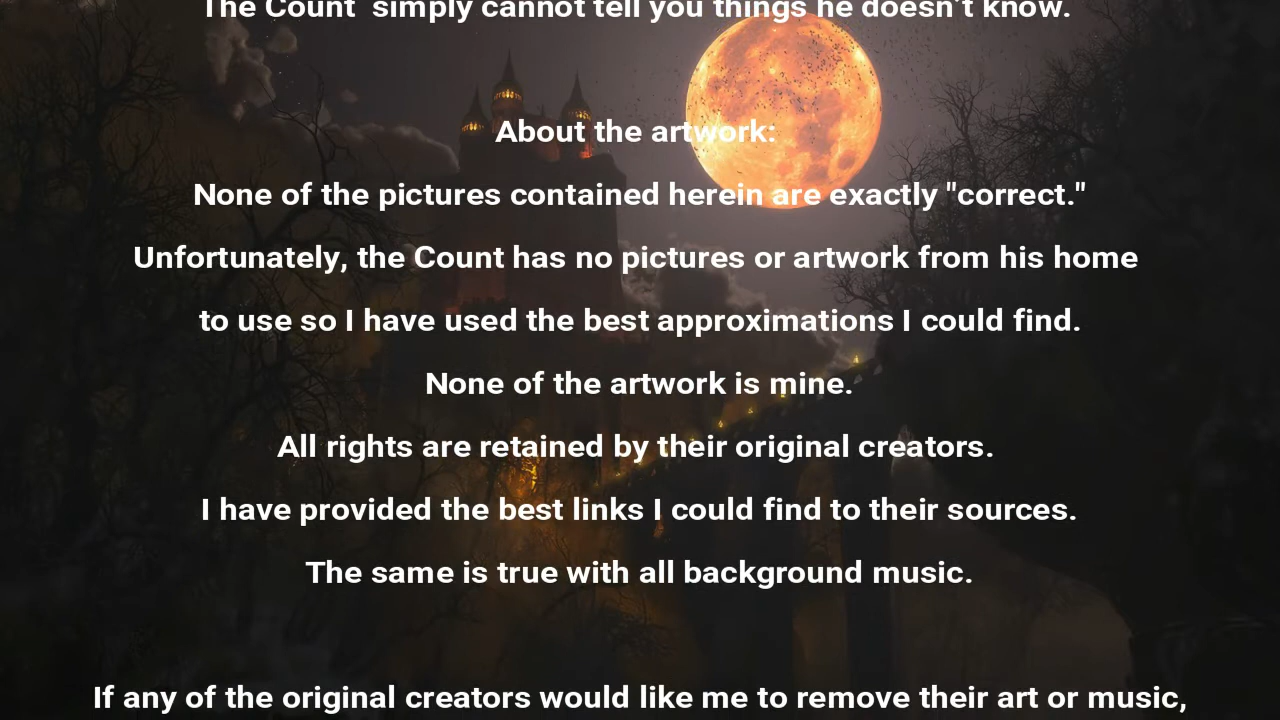 The Count simply cannot tell you things he doesn't know.
About the artwork:
None of the pictures contained herein are exactly "correct."
Unfortunately, the Count has no pictures or artwork from his home
to use so I have used the best approximations I could find.
None of the artwork is mine.
All rights are retained by their original creators.
I have provided the best links I could find to their sources.
The same is true with all background music.
If any of the original creators would like me to remove their art or music,